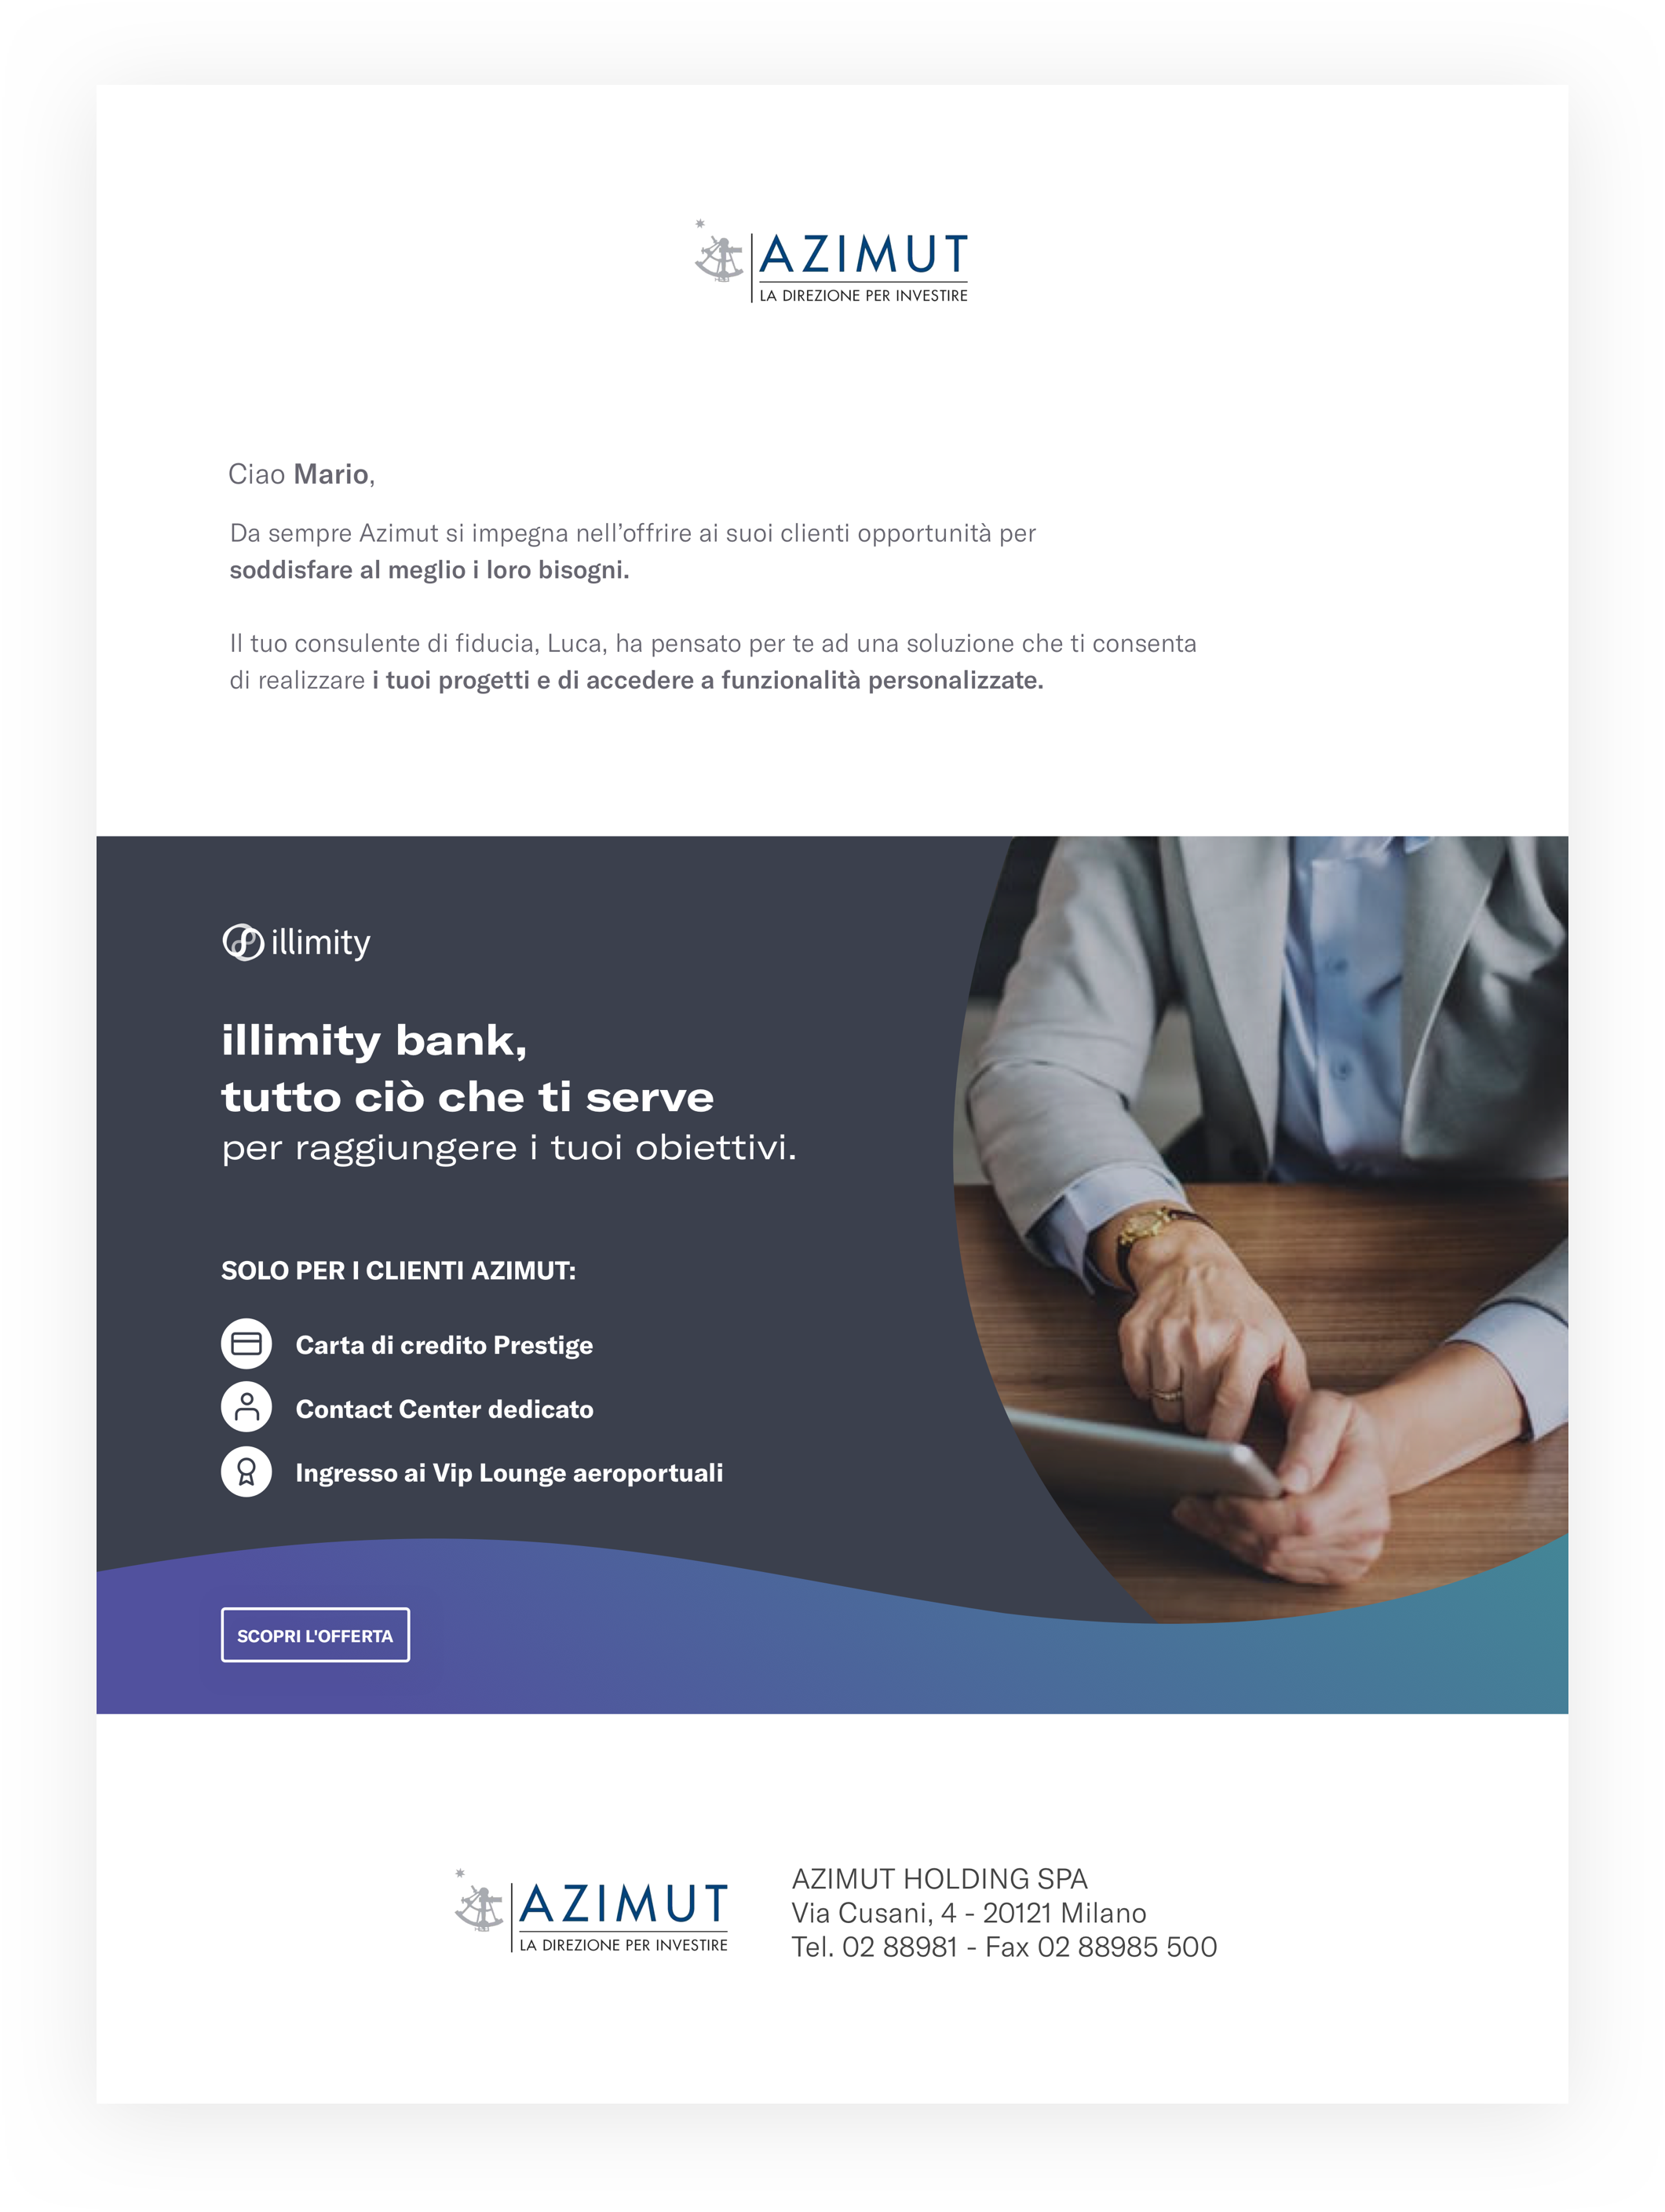 AZIMUT
LA DIREZIONE PER INVESTIRE
Ciao Mario,
Da sempre Azimut si impegna nell’offrire ai suoi clienti opportunità per
soddisfare al meglio i loro bisogni.
Il tuo consulente di fiducia, Luca, ha pensato per te ad una soluzione che ti consenta
di realizzare i tuoi progetti e di accedere a funzionalità personalizzate.
illimity
illimity bank,
tutto ciò che ti serve
per raggiungere i tuoi obiettivi.
SOLO PER I CLIENTI AZIMUT:
Carta di credito Prestige
Contact Center dedicato
Ingresso ai Vip Lounge aeroportuali
SCOPRI L'OFFERTA
AZIMUT
LA DIREZIONE PER INVESTIRE
AZIMUT HOLDING SPA
Via Cusani, 4 - 20121 Milano
Tel. 02 88981 - Fax 02 88985 500